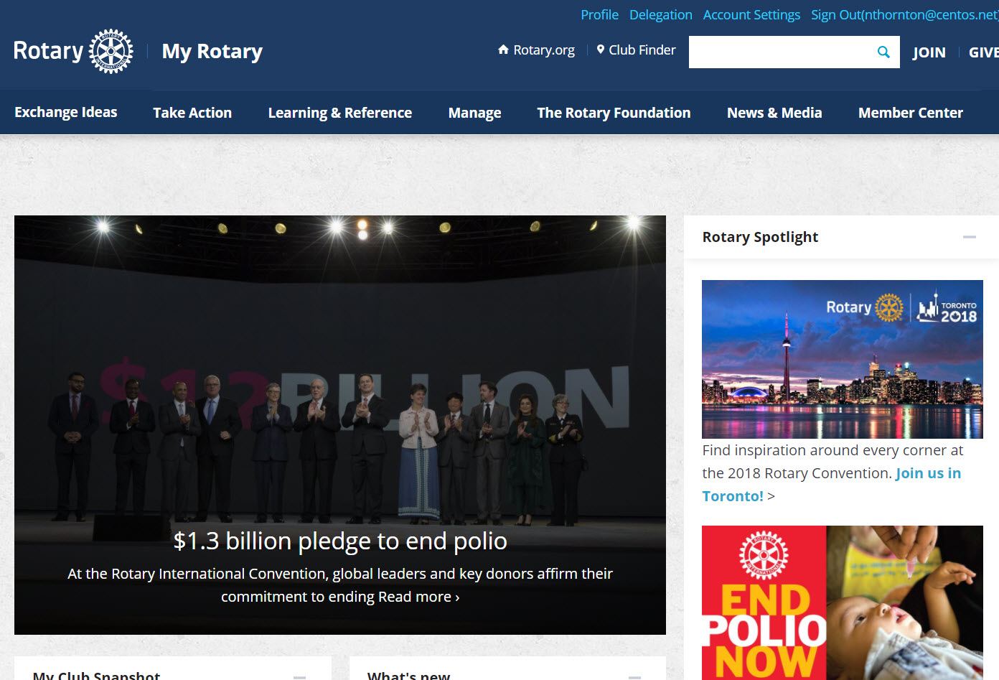 Profile Delegation Account Settings Sign Out(nthornton@centos.net)
Rotary
ROTARY INTERNATIONAL
My Rotary
Rotary.org Club Finder
JOIN GIVE
Exchange Ideas Take Action Learning & Reference Manage The Rotary Foundation News & Media Member Center
BILLION
$1.3 billion pledge to end polio
At the Rotary International Convention, global leaders and key donors affirm their
commitment to ending Read more ›
Rotary Spotlight
Rotary
TORONTO
2018
Find inspiration around every corner at
the 2018 Rotary Convention. Join us in
Toronto! >
ROTARY INTERNATIONAL
END
POLIO
NOW
My Club Snapshot
What's new